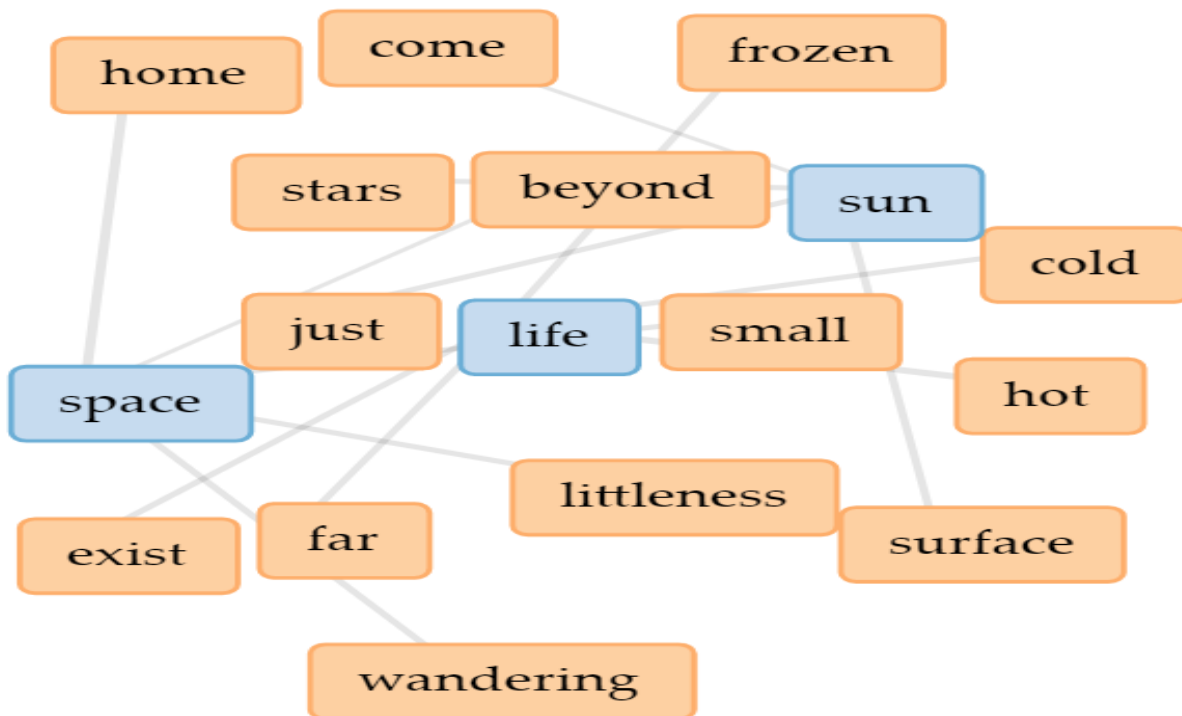 home
come
frozen
stars
beyond
sun
cold
just
life
small
space
hot
littleness
exist
far
surface
wandering